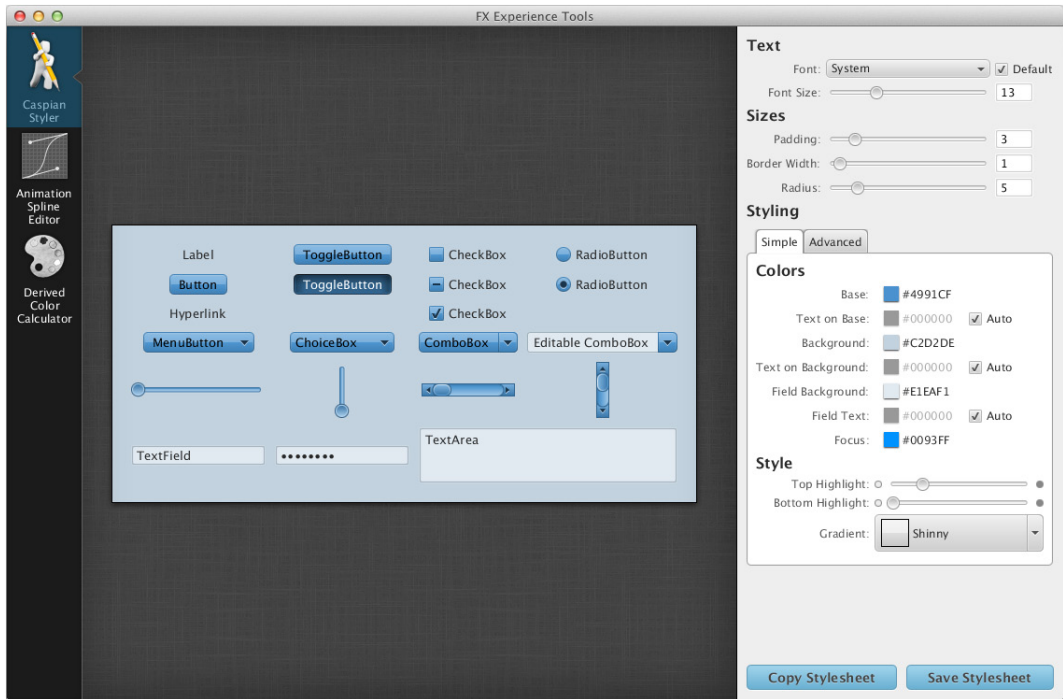 FX Experience Tools
Caspian
Styler
Animation
Spline
Editor
Derived
Color
Calculator
Label
ToggleButton
CheckBox
RadioButton
Button
ToggleButton
CheckBox
RadioButton
Hyperlink
CheckBox
MenuButton
ChoiceBox
ComboBox
Editable ComboBox
TextField
••••••••
TextArea
Text
Font: System Default
Font Size: 13
Sizes
Padding: 3
Border Width: 1
Radius: 5
Styling
Simple Advanced
Colors
Base: #4991CF
Text on Base: #000000 Auto
Background: #C2D2DE
Text on Background: #000000 Auto
Field Background: #E1EAF1
Field Text: #000000 Auto
Focus: #0093FF
Style
Top Highlight:
Bottom Highlight:
Gradient: Shinny
Copy Stylesheet Save Stylesheet